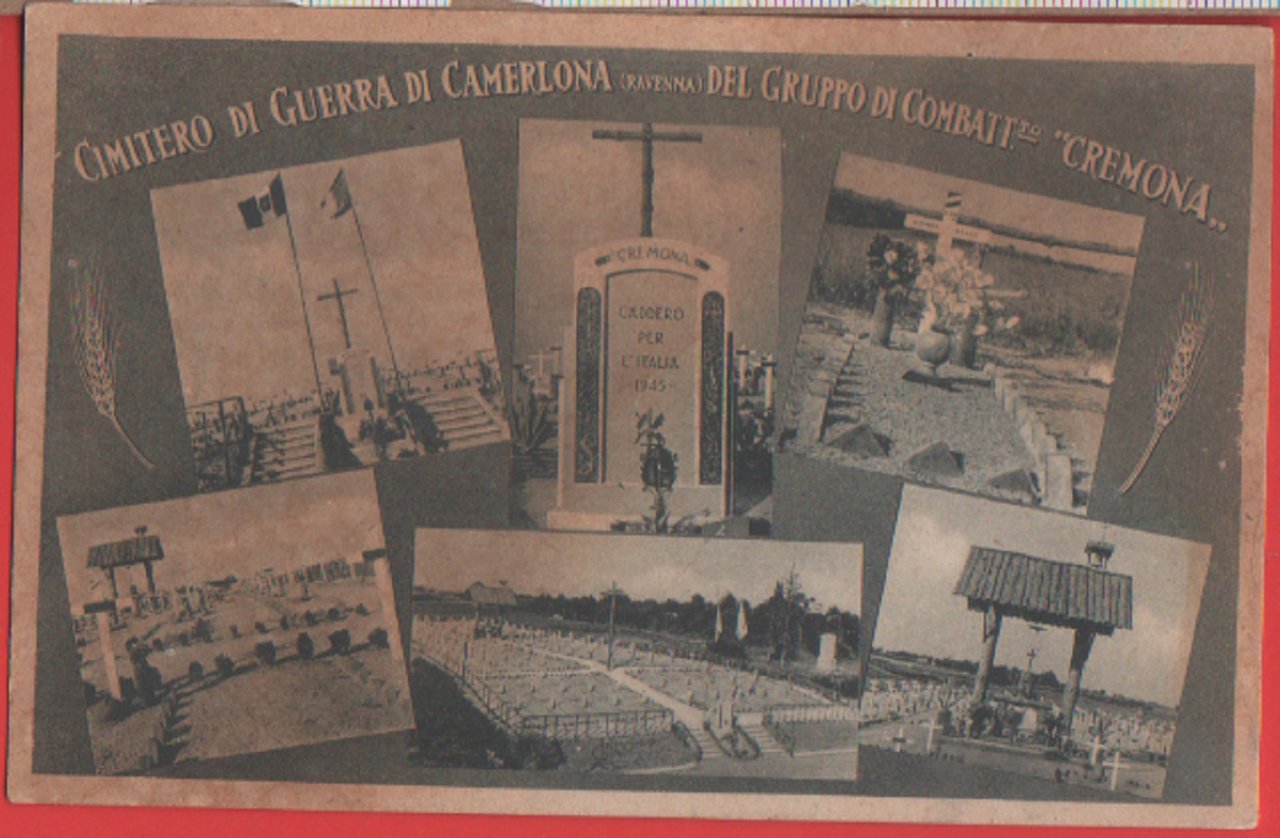 CIMITERO DI GUERRA DI CAMERLONA (RAVENNA) DEL GRUPPO DI COMBATT.TO "CREMONA„
CREMONA
CADDERO
PER
L'ITALIA
1945